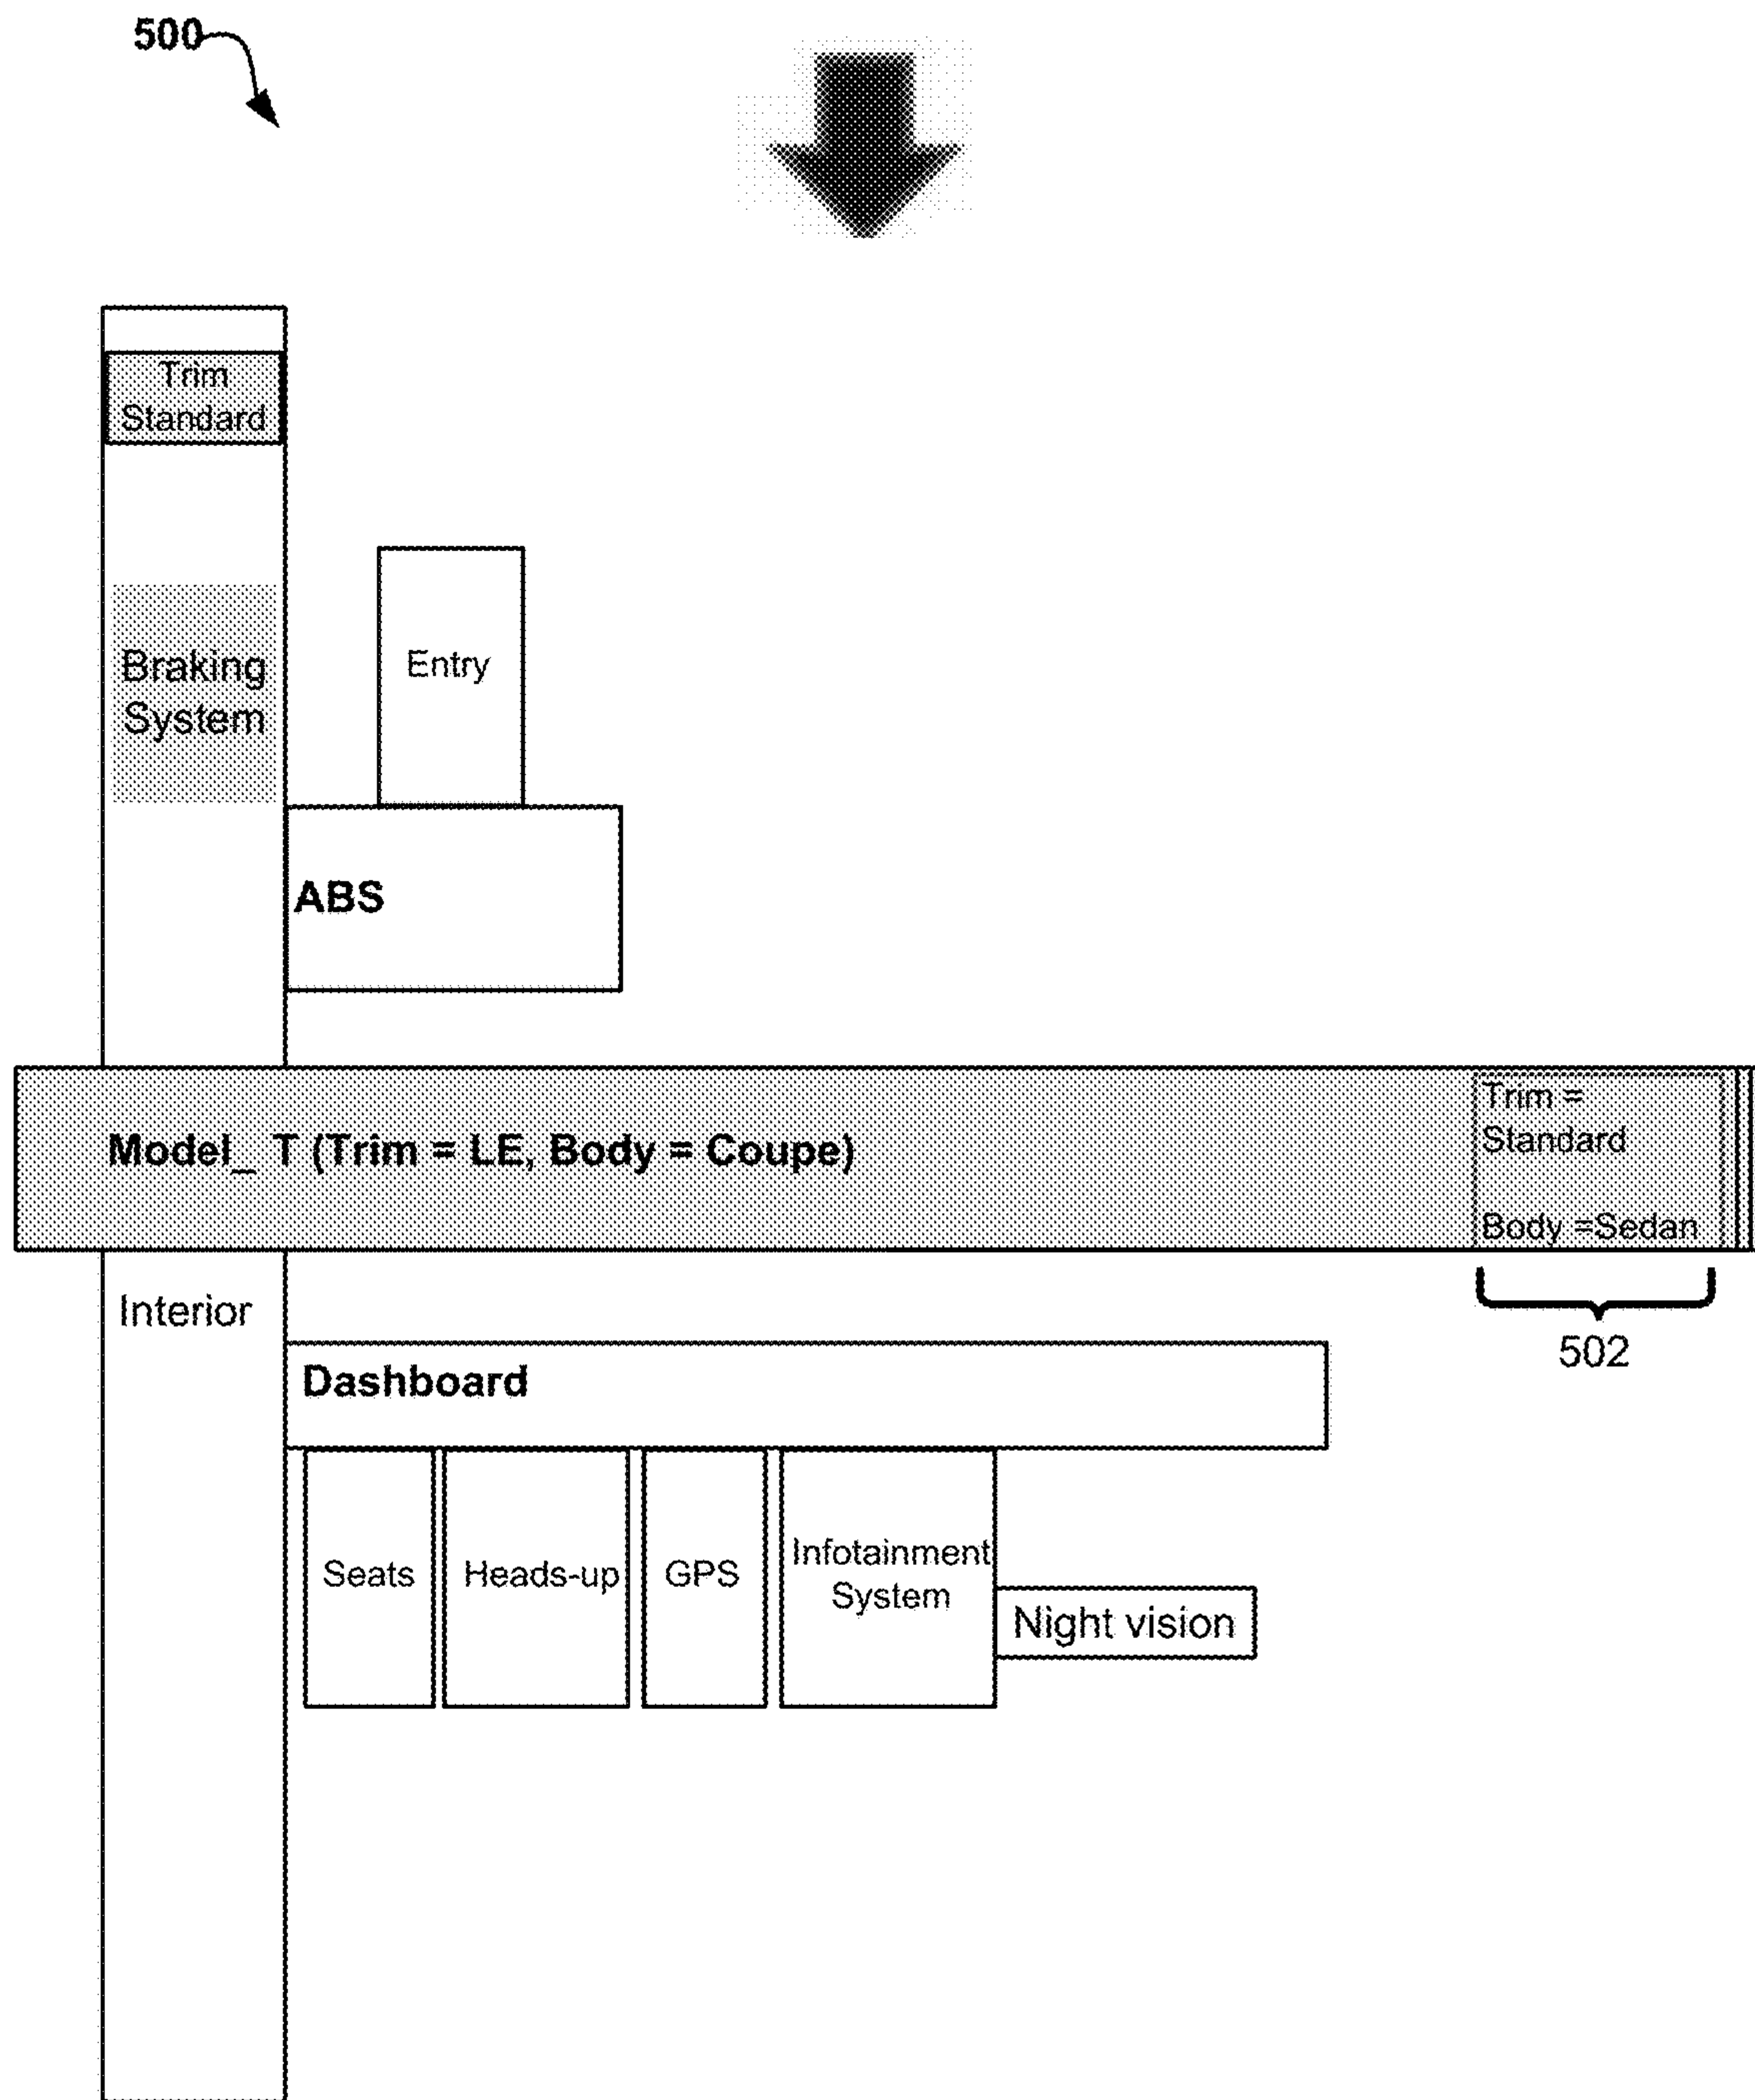 500
Trim
Standard
Braking
System
Entry
ABS
Model_ T (Trim = LE, Body = Coupe)
Trim =
Standard
Body =Sedan
Interior
502
Dashboard
Seats
Heads-up
GPS
Infotainment
System
Night vision